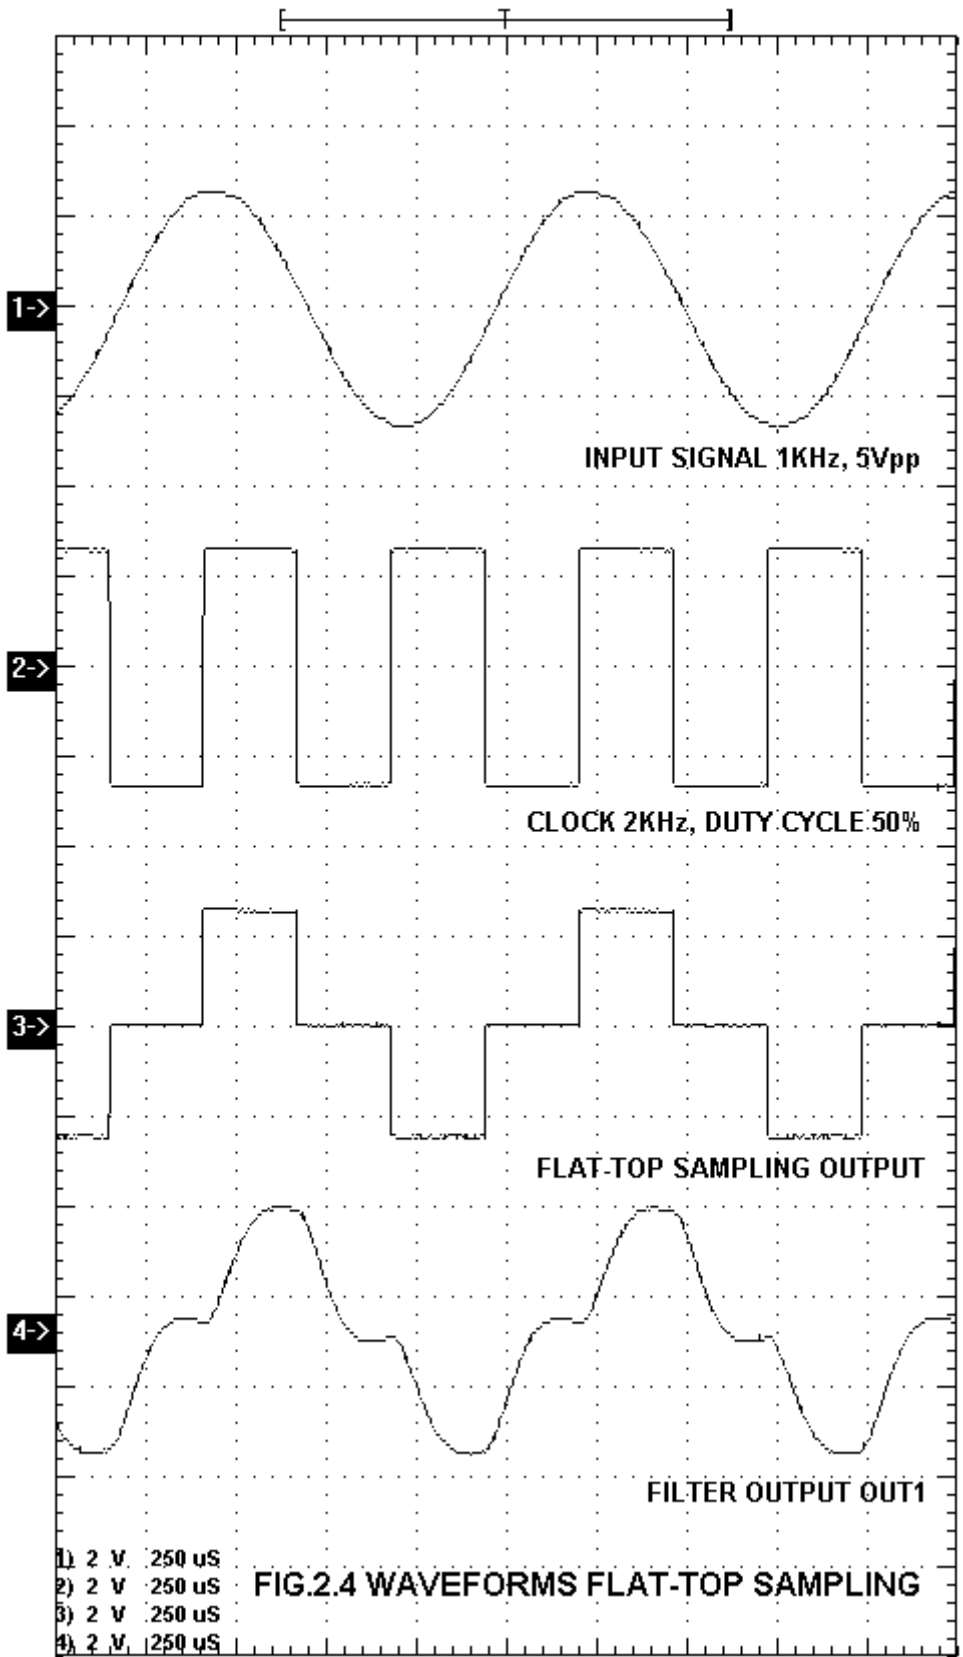 1->
INPUT SIGNAL 1KHz, 5Vpp
2->
CLOCK 2KHz, DUTY CYCLE 50%
3->
FLAT-TOP SAMPLING OUTPUT
4->
FILTER OUTPUT OUT1
1) 2 V 250 uS
2) 2 V 250 uS
3) 2 V 250 uS
4) 2 V 250 uS
FIG.2.4 WAVEFORMS FLAT-TOP SAMPLING